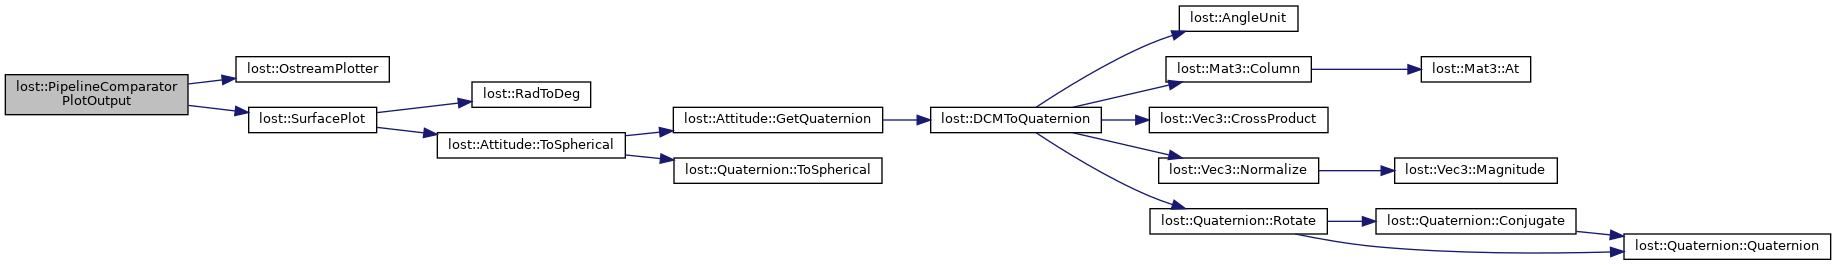 lost::PipelineComparator
PlotOutput
lost::OstreamPlotter
lost::SurfacePlot
lost::RadToDeg
lost::Attitude::ToSpherical
lost::Attitude::GetQuaternion
lost::Quaternion::ToSpherical
lost::DCMToQuaternion
lost::AngleUnit
lost::Mat3::Column
lost::Mat3::At
lost::Vec3::CrossProduct
lost::Vec3::Normalize
lost::Vec3::Magnitude
lost::Quaternion::Rotate
lost::Quaternion::Conjugate
lost::Quaternion::Quaternion